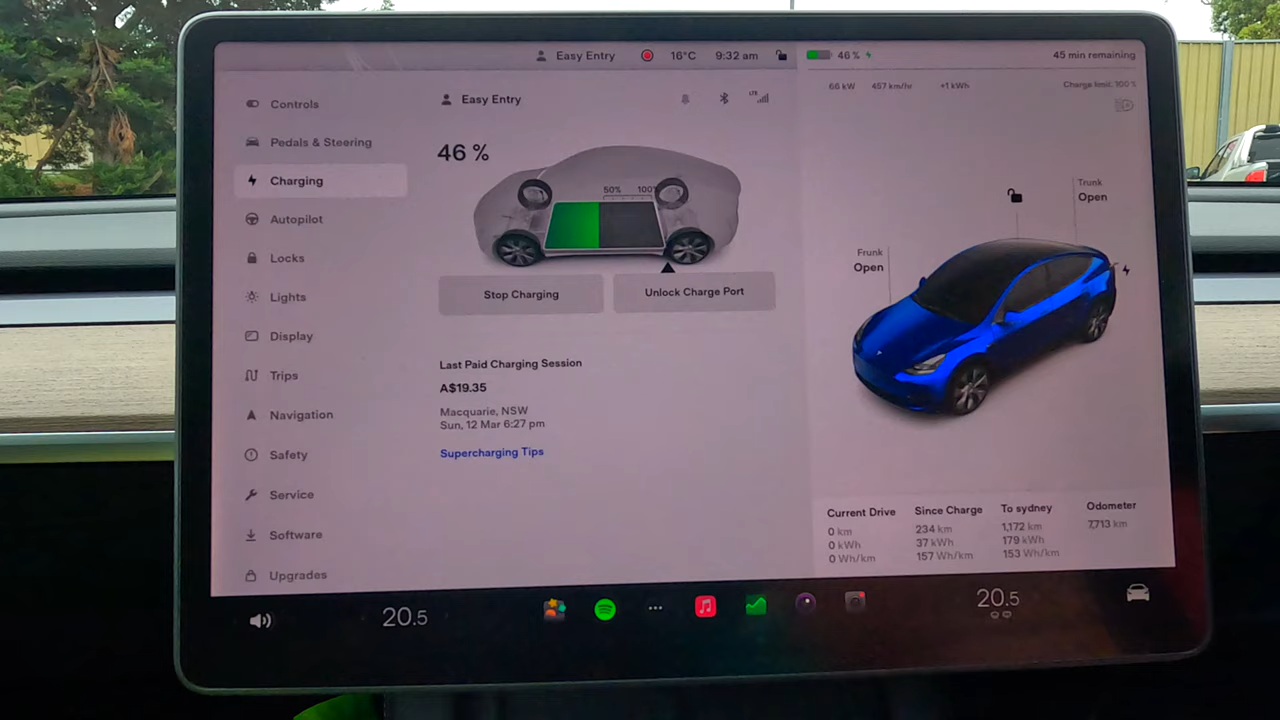 Easy Entry 16°C 9:32 am
46 % 45 min remaining
66 kW 457 km/hr +1 kWh Charge limit: 100 %
Controls
Pedals & Steering
Charging
Autopilot
Locks
Lights
Display
Trips
Navigation
Safety
Service
Software
Upgrades
Easy Entry LTE
46 %
50% 100%
Stop Charging Unlock Charge Port
Last Paid Charging Session
A$19.35
Macquarie, NSW
Sun, 12 Mar 6:27 pm
Supercharging Tips
Trunk
Open
Frunk
Open
Current Drive
0 km
0 kWh
0 Wh/km
Since Charge
234 km
37 kWh
157 Wh/km
To sydney
1,172 km
179 kWh
153 Wh/km
Odometer
7,713 km
20.5 20.5